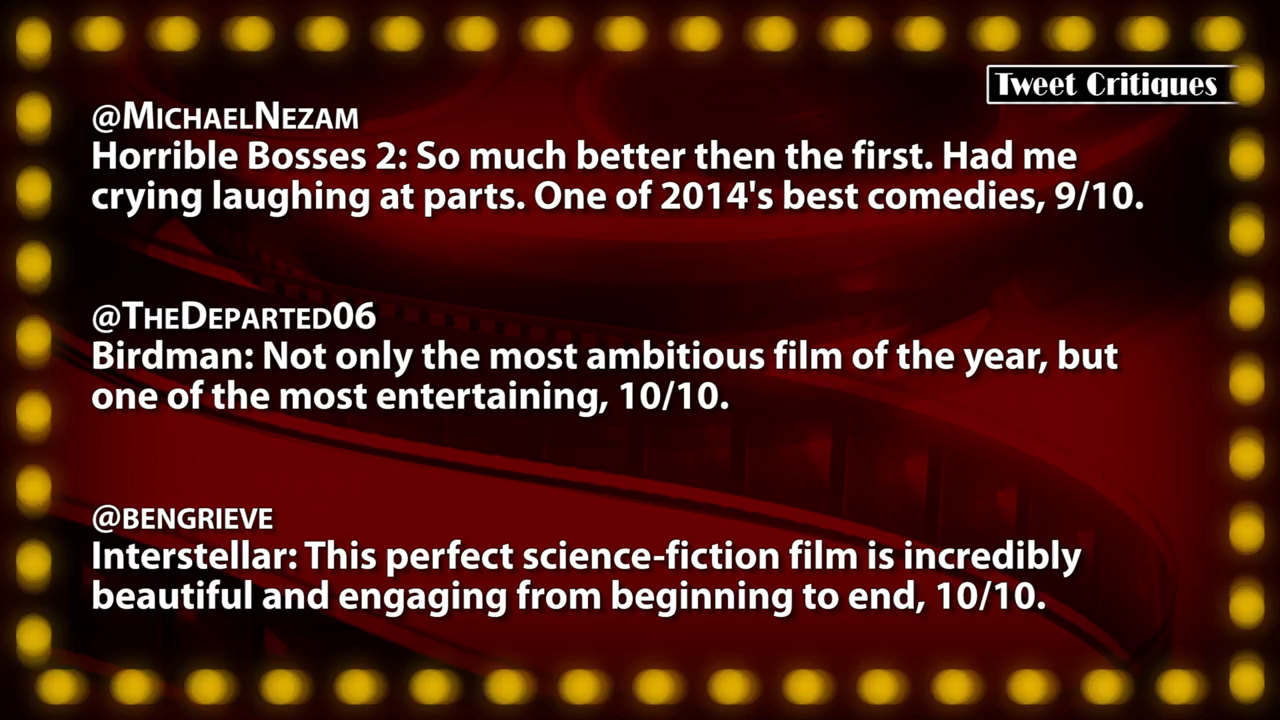 Tweet Critiques
@MichaelNezam
Horrible Bosses 2: So much better then the first. Had me
crying laughing at parts. One of 2014's best comedies, 9/10.
@TheDeparted06
Birdman: Not only the most ambitious film of the year, but
one of the most entertaining, 10/10.
@bengrieve
Interstellar: This perfect science-fiction film is incredibly
beautiful and engaging from beginning to end, 10/10.